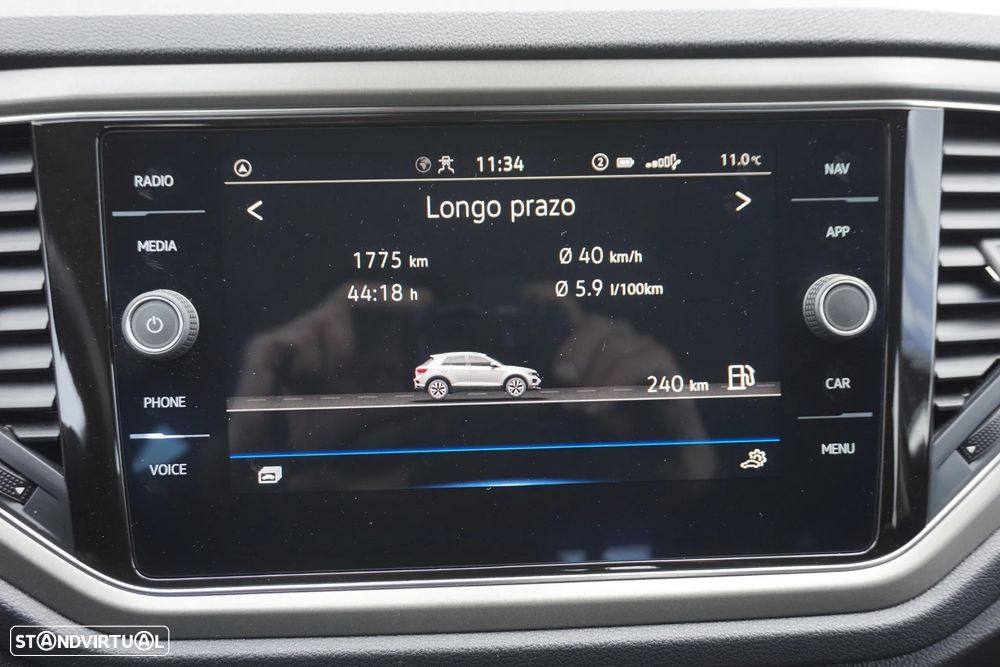 RADIO
MEDIA
PHONE
VOICE
11:34
2
11.0°C
< Longo prazo >
1775 km
Ø 40 km/h
44:18 h
Ø 5.9 l/100km
240 km
NAV
APP
CAR
MENU
STANDVIRTUAL